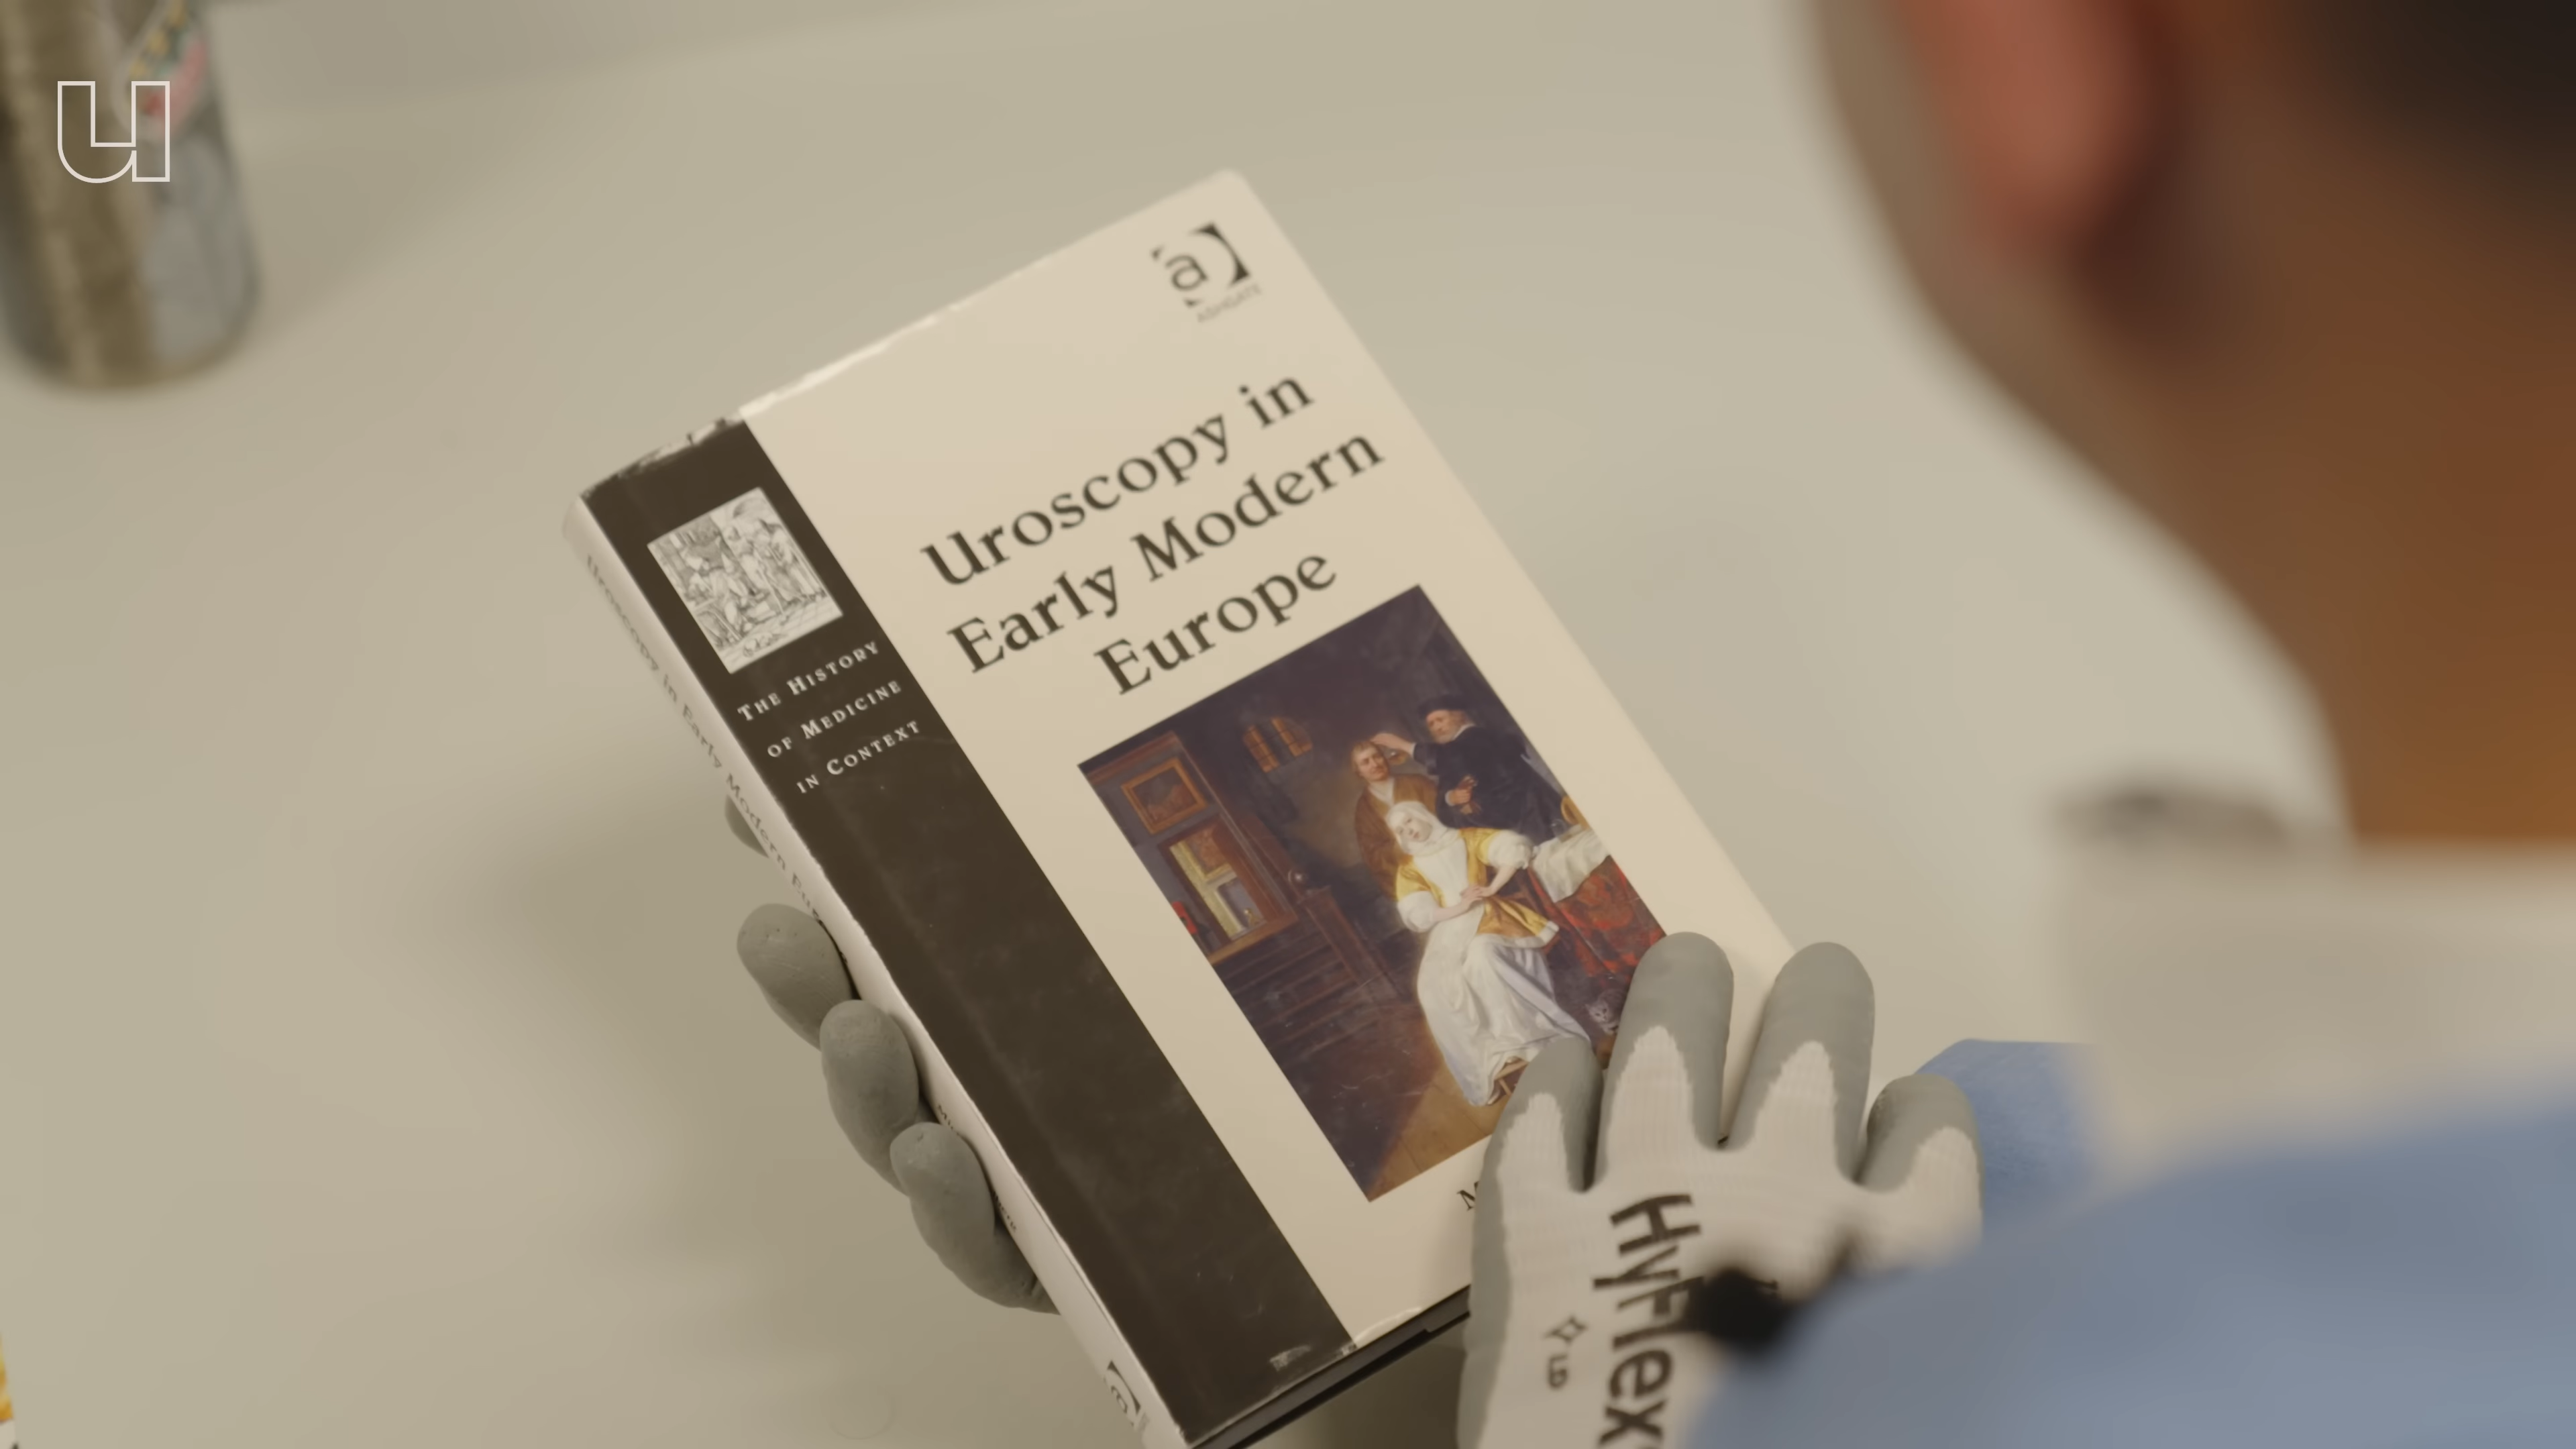 u
a
ASHGATE
Uroscopy in
Early Modern
Europe
THE HISTORY
OF MEDICINE
IN CONTEXT
Uroscopy in Early Modern
HyFlex